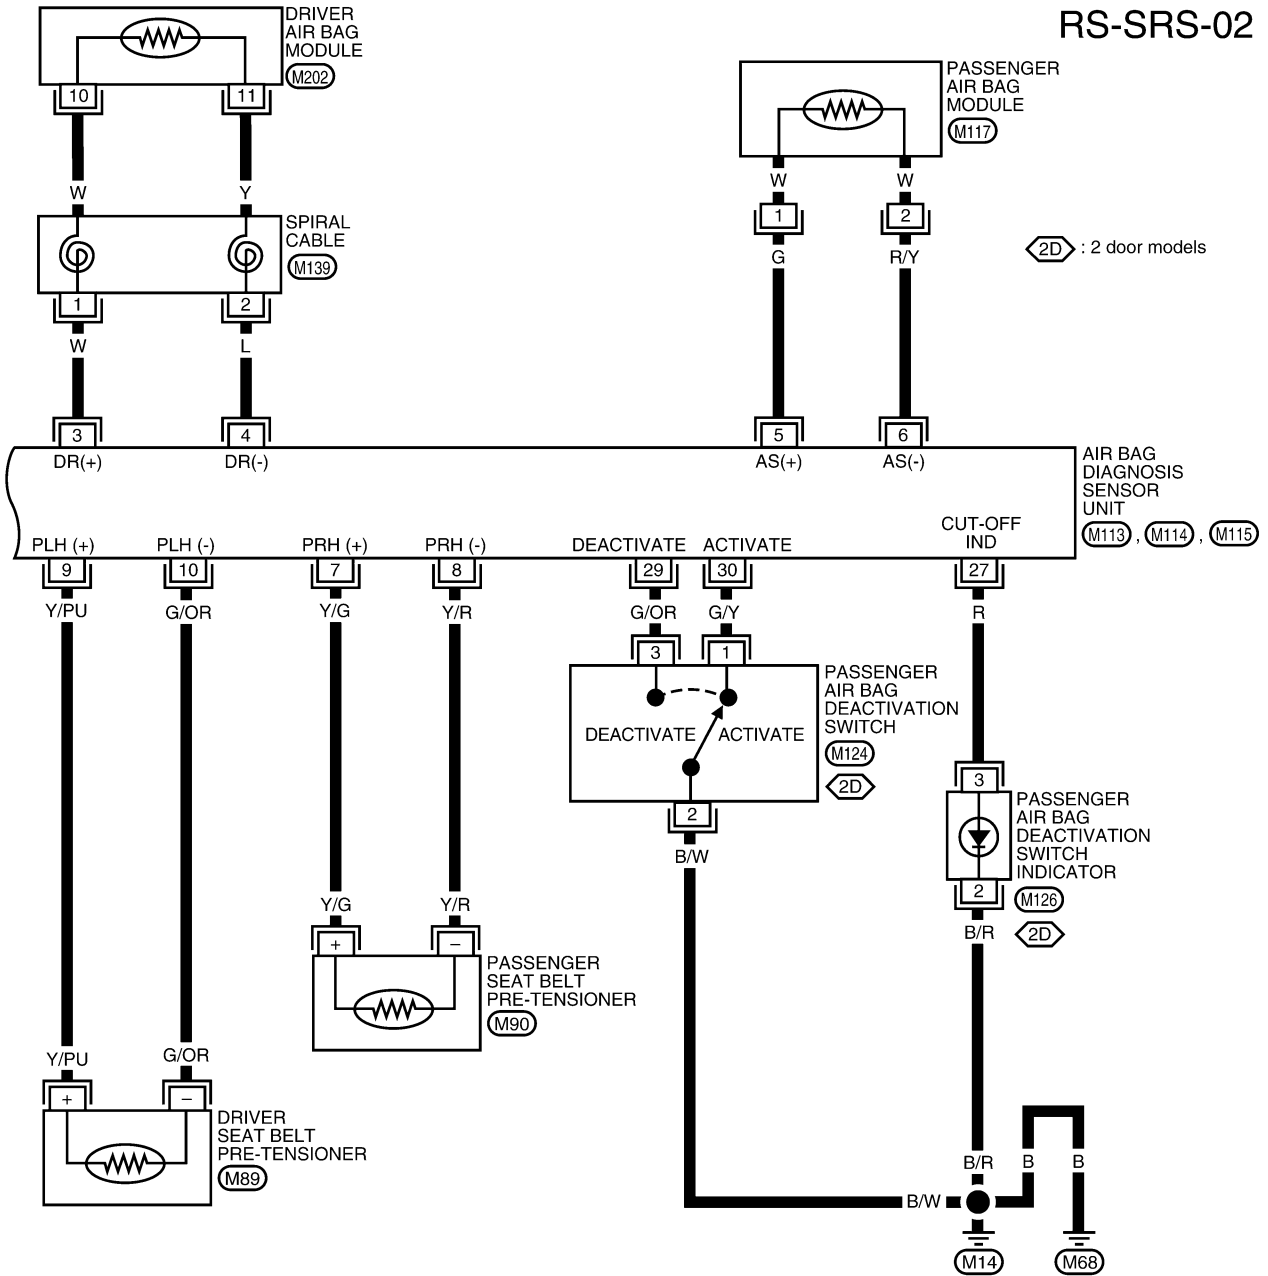 RS-SRS-02
DRIVER
AIR BAG
MODULE
M202
10 11
W Y
SPIRAL
CABLE
M139
1 2
W L
3 4
DR(+) DR(-)
PASSENGER
AIR BAG
MODULE
M117
W W
1 2
G R/Y
5 6
AS(+) AS(-)
2D : 2 door models
AIR BAG
DIAGNOSIS
SENSOR
UNIT
M113 , M114 , M115
CUT-OFF
IND
PLH (+) PLH (-) PRH (+) PRH (-) DEACTIVATE ACTIVATE
9 10 7 8 29 30 27
Y/PU G/OR Y/G Y/R G/OR G/Y R
3 1
PASSENGER
AIR BAG
DEACTIVATION
SWITCH
M124
2D
DEACTIVATE ACTIVATE
2
B/W
3
PASSENGER
AIR BAG
DEACTIVATION
SWITCH
INDICATOR
M126
2D
2
B/R
Y/G Y/R
+ −
PASSENGER
SEAT BELT
PRE-TENSIONER
M90
Y/PU G/OR
+ −
DRIVER
SEAT BELT
PRE-TENSIONER
M89
B/R B B
B/W
M14 M68